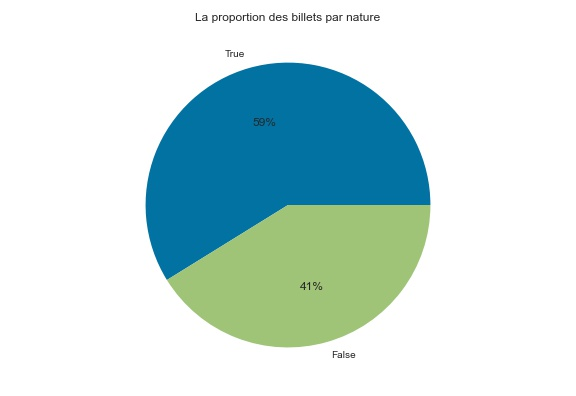 La proportion des billets par nature
True
59%
41%
False